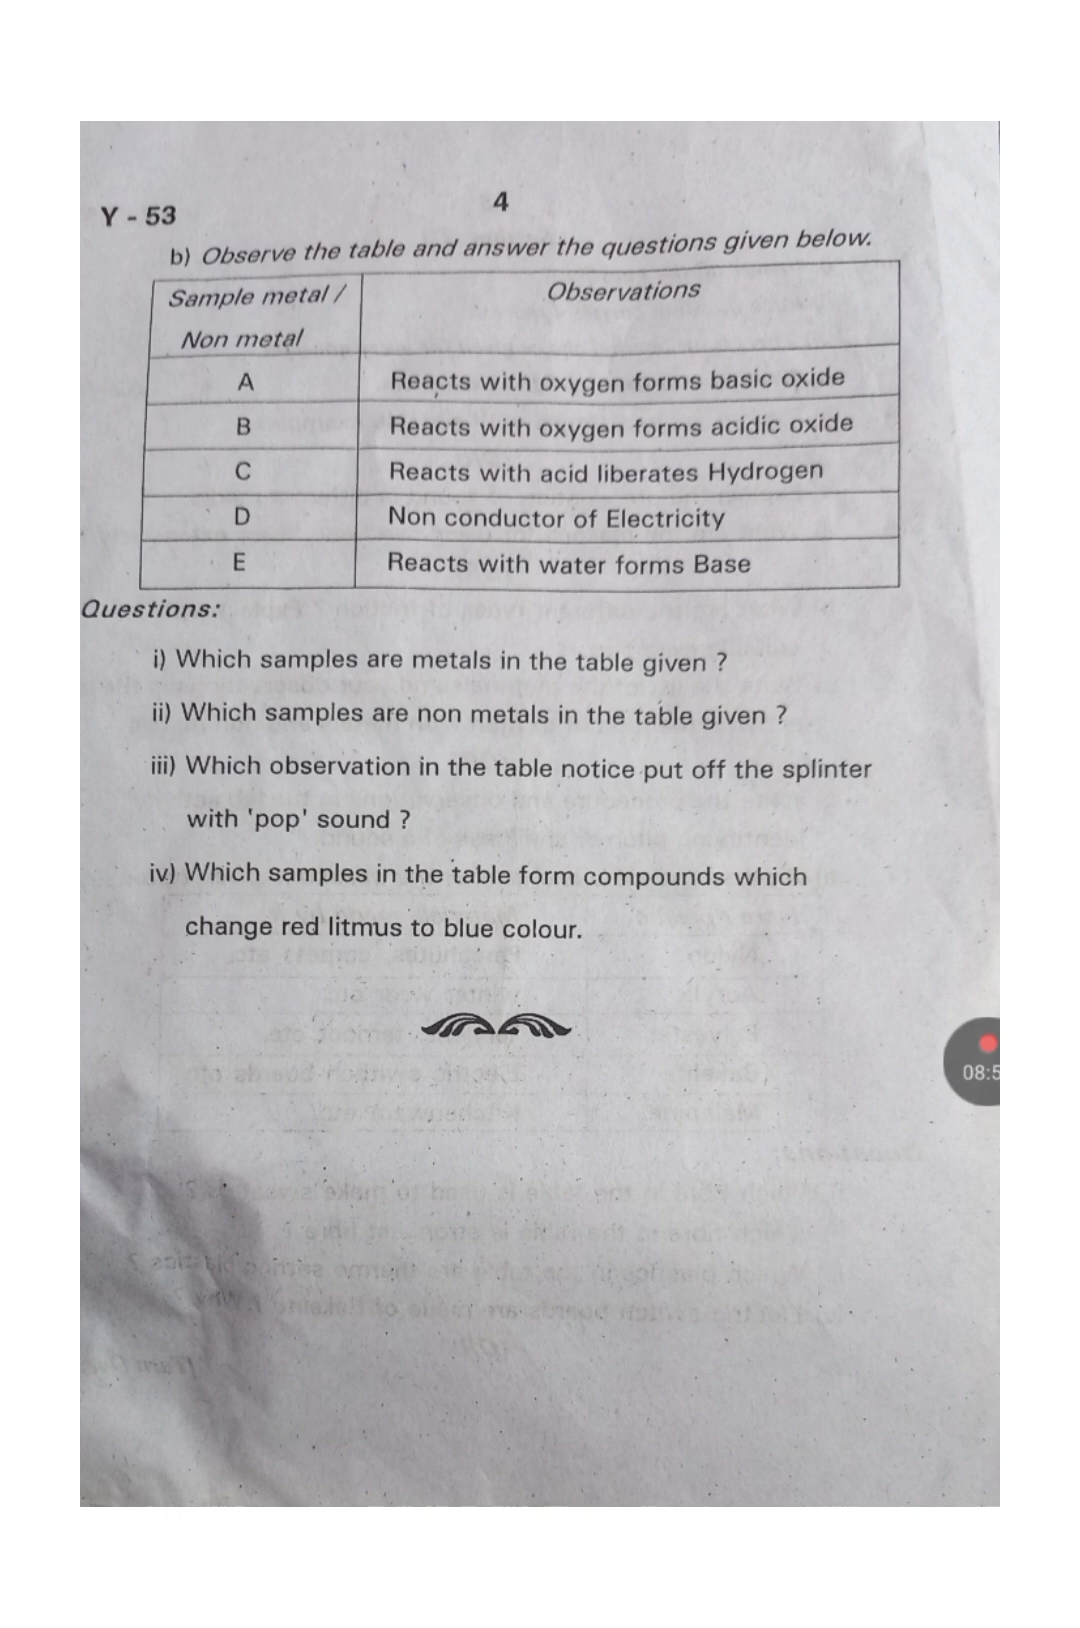 4
Y - 53
b) Observe the table and answer the questions given below.
Sample metal / Observations
Non metal
A Reacts with oxygen forms basic oxide
B Reacts with oxygen forms acidic oxide
C Reacts with acid liberates Hydrogen
D Non conductor of Electricity
E Reacts with water forms Base
Questions:
i) Which samples are metals in the table given ?
ii) Which samples are non metals in the table given ?
iii) Which observation in the table notice put off the splinter
with 'pop' sound ?
iv) Which samples in the table form compounds which
change red litmus to blue colour.
08:5